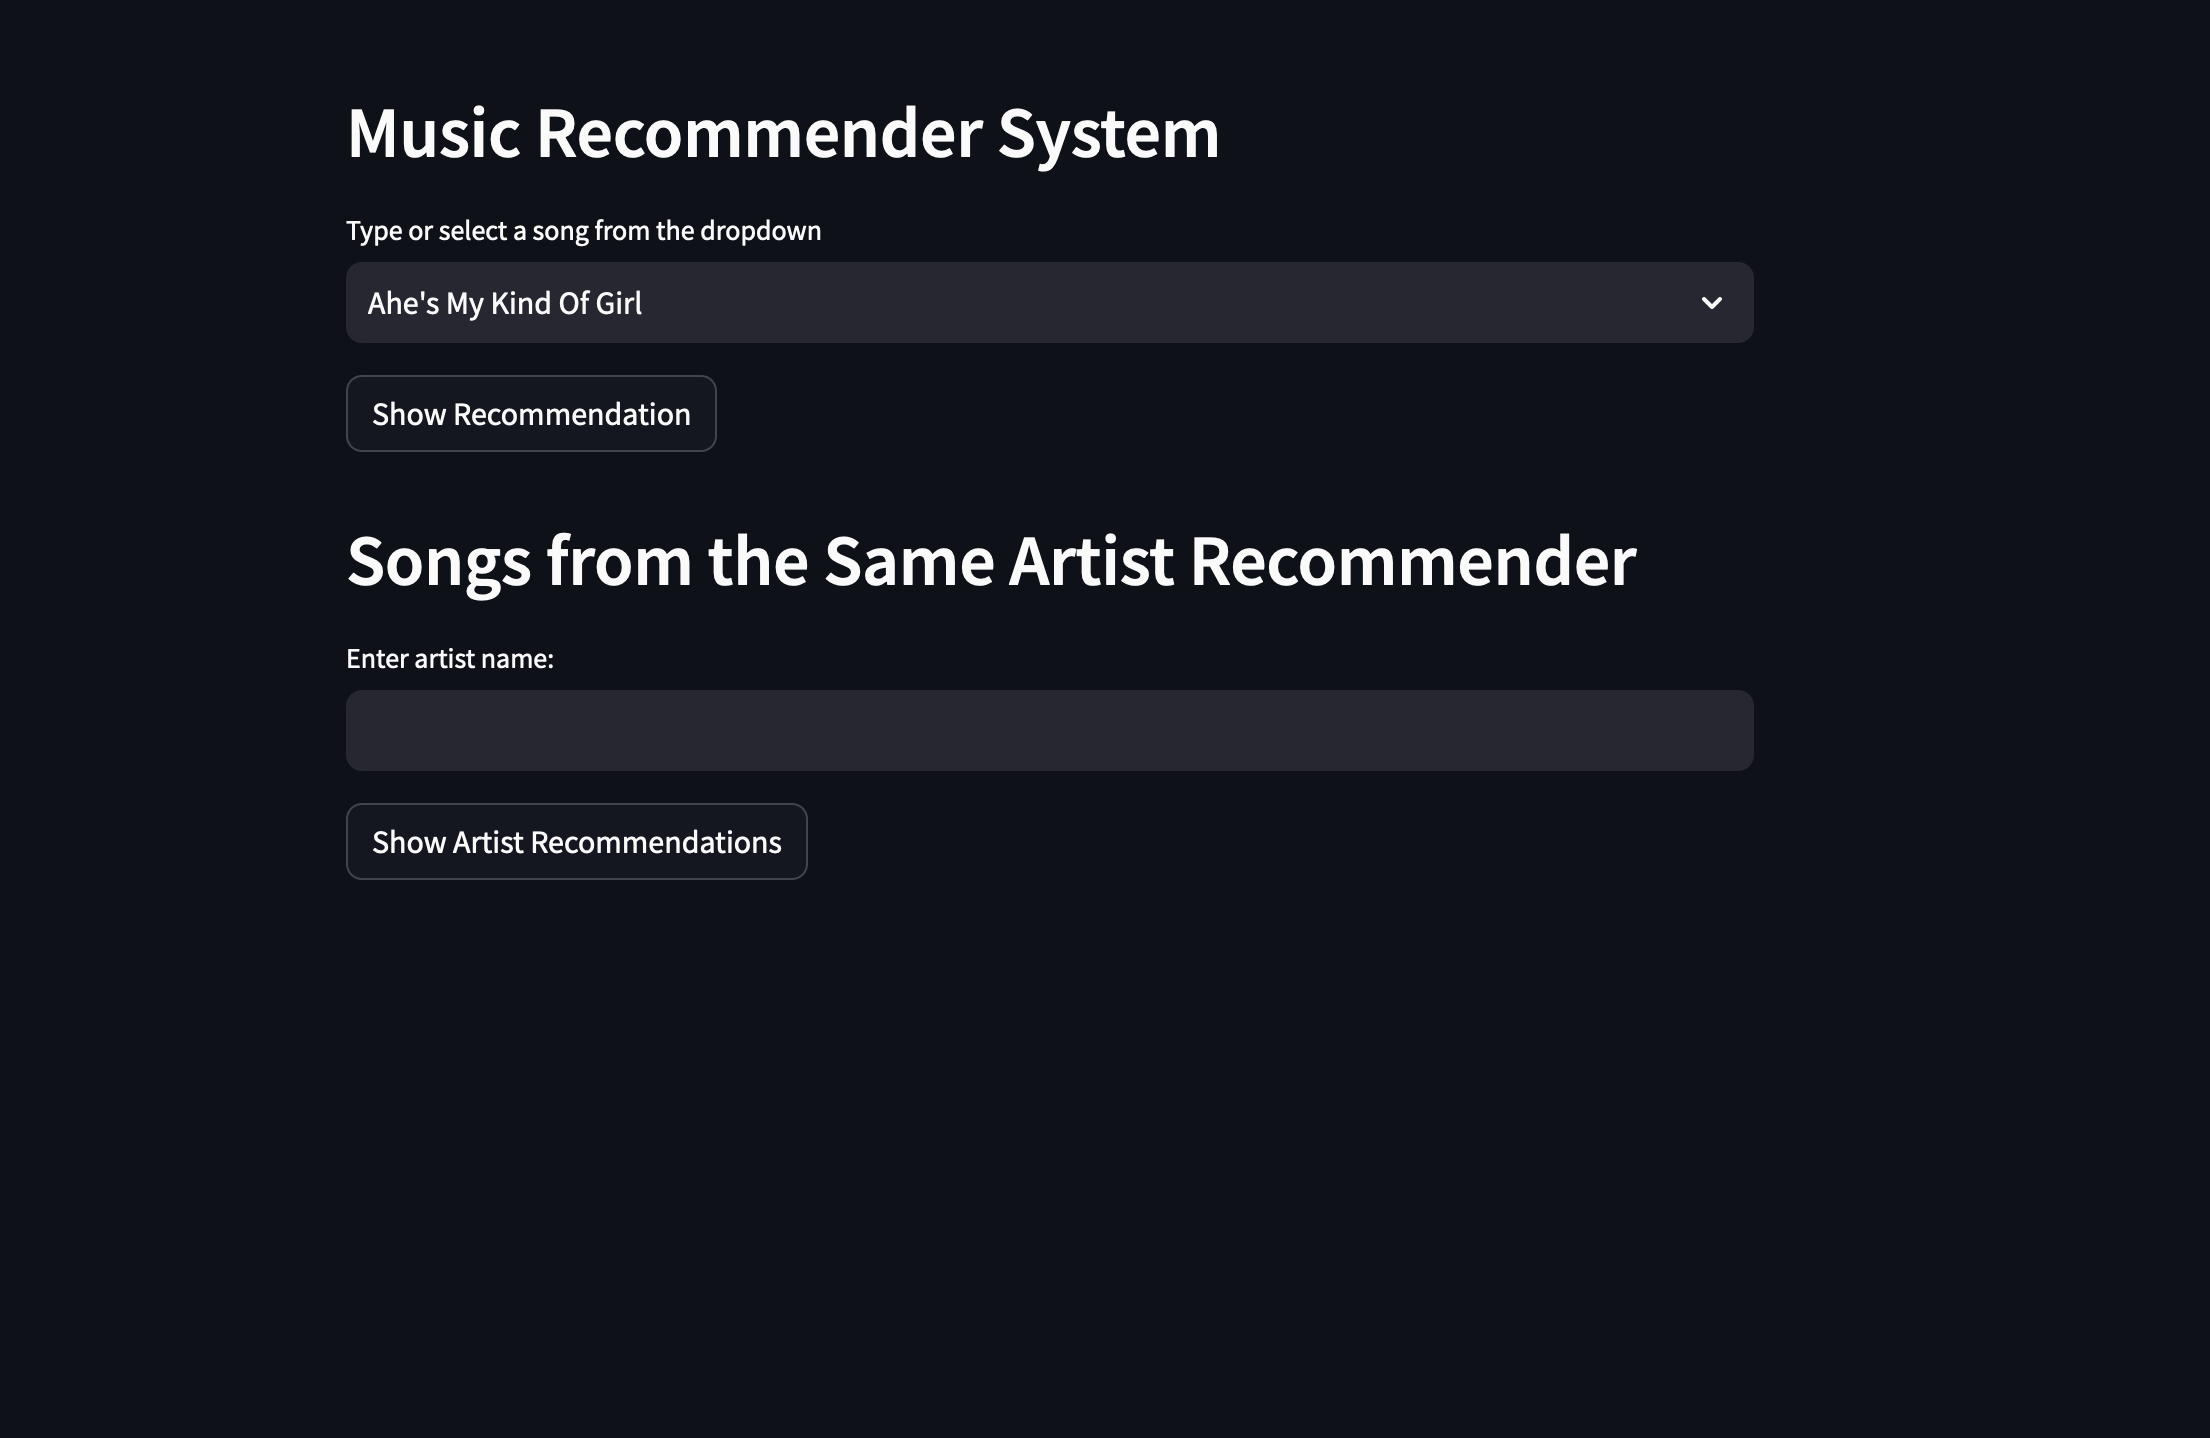 Music Recommender System
Type or select a song from the dropdown
Ahe's My Kind Of Girl
Show Recommendation
Songs from the Same Artist Recommender
Enter artist name:
Show Artist Recommendations